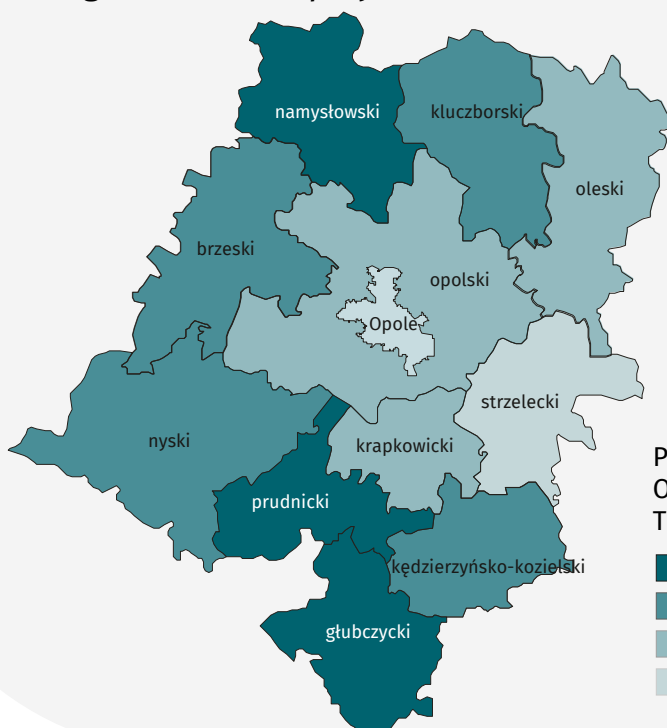 namysłowski
kluczborski
oleski
brzeski
opolski
Opole
strzelecki
nyski
krapkowicki
prudnicki
kędzierzyńsko-kozielski
głubczycki